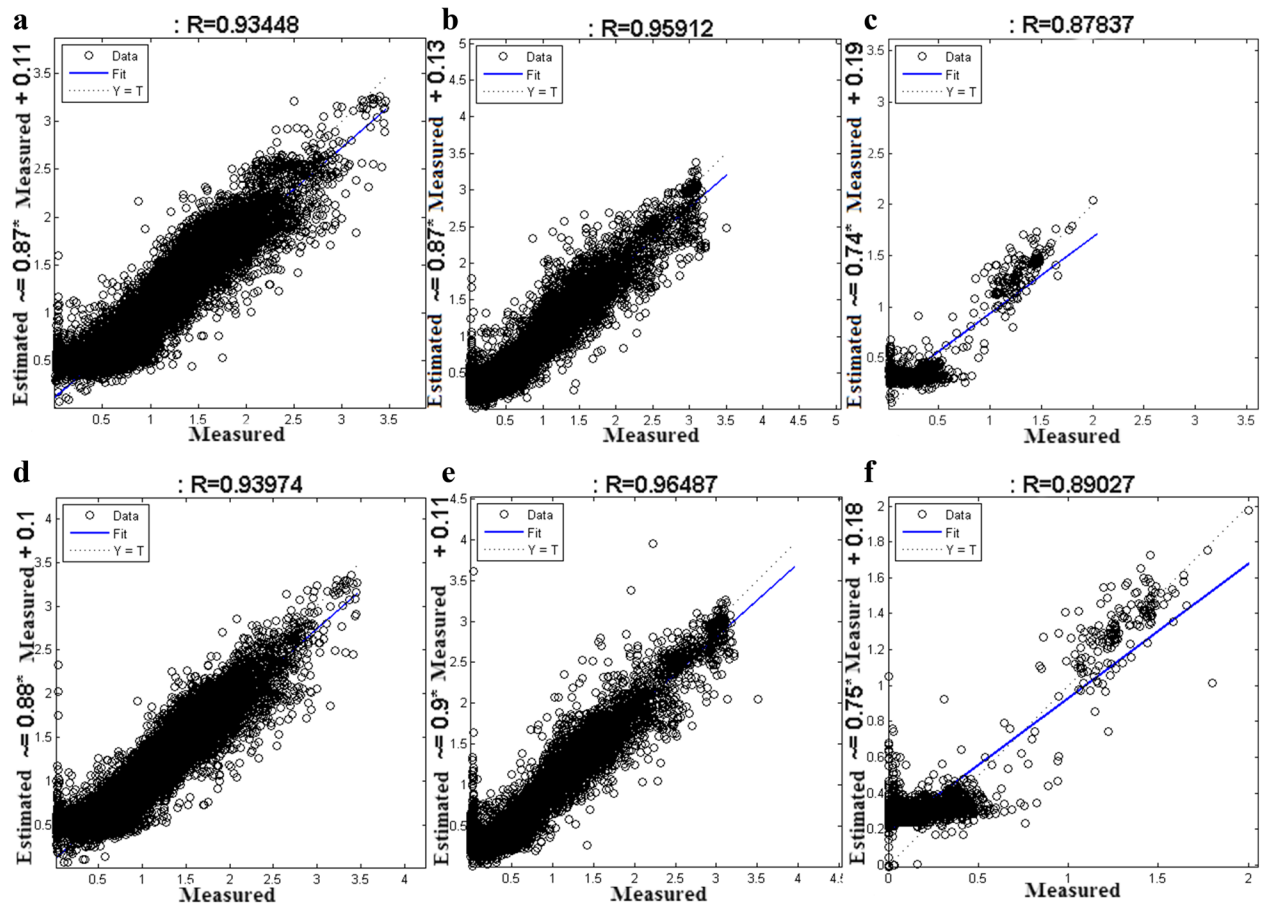 a
: R=0.93448
Estimated ~= 0.87* Measured + 0.11
Data
Fit
Y = T
3.5
3
2.5
2
1.5
1
0.5
0.5 1 1.5 2 2.5 3 3.5
Measured
b
: R=0.95912
Estimated ~= 0.87* Measured + 0.13
Data
Fit
Y = T
5
4.5
4
3.5
3
2.5
2
1.5
1
0.5
0.5 1 1.5 2 2.5 3 3.5 4 4.5 5
Measured
c
: R=0.87837
Estimated ~= 0.74* Measured + 0.19
Data
Fit
Y = T
3.5
3
2.5
2
1.5
1
0.5
0.5 1 1.5 2 2.5 3 3.5
Measured
d
: R=0.93974
Estimated ~= 0.88* Measured + 0.1
Data
Fit
Y = T
4
3.5
3
2.5
2
1.5
1
0.5
0.5 1 1.5 2 2.5 3 3.5 4
Measured
e
: R=0.96487
Estimated ~= 0.9* Measured + 0.11
Data
Fit
Y = T
4.5
4
3.5
3
2.5
2
1.5
1
0.5
0.5 1 1.5 2 2.5 3 3.5 4 4.5
Measured
f
: R=0.89027
Estimated ~= 0.75* Measured + 0.18
Data
Fit
Y = T
2
1.8
1.6
1.4
1.2
1
0.8
0.6
0.4
0.2
0
0 0.5 1 1.5 2
Measured